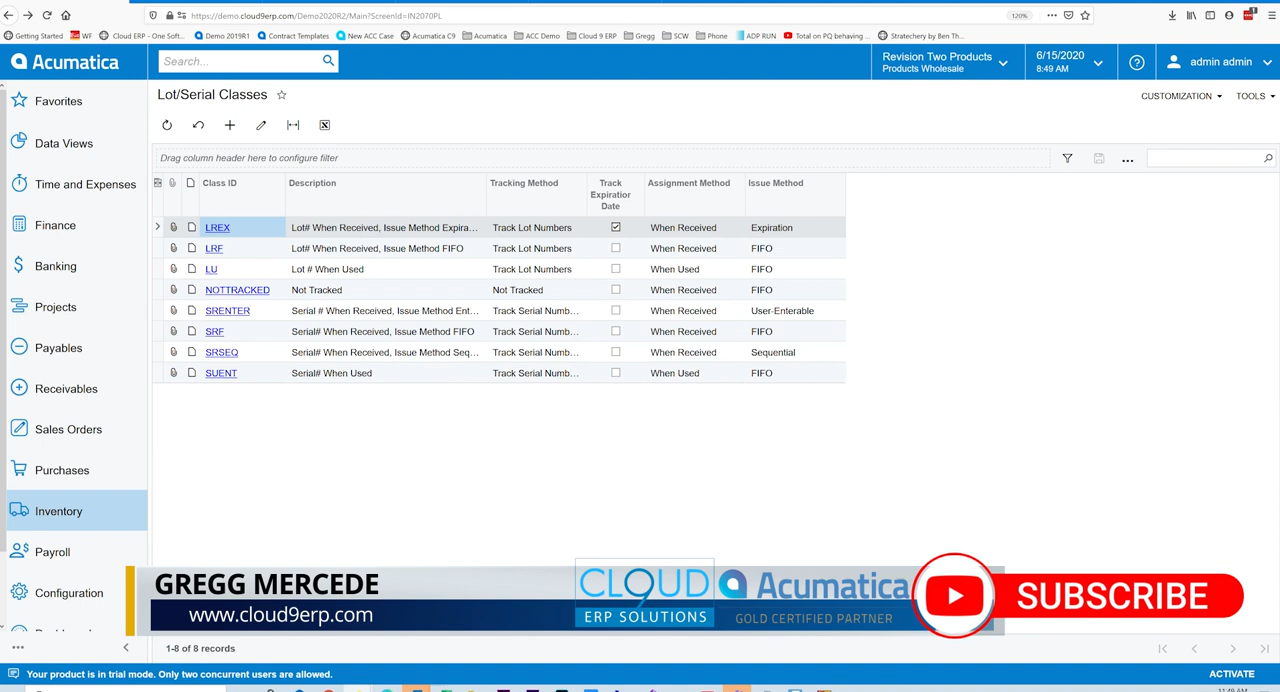 https://demo.cloud9erp.com/Demo2020R2/Main?ScreenId=IN2070PL
120%
Getting Started
WF
Cloud ERP - One Soft...
Demo 2019R1
Contract Templates
New ACC Case
Acumatica C9
Acumatica
ACC Demo
Cloud 9 ERP
Gregg
SCW
Phone
ADP RUN
Total on PQ behaving ...
Stratechery by Ben Th...
Acumatica
Search...
Revision Two Products
Products Wholesale
6/15/2020
8:49 AM
admin admin
Favorites
Data Views
Time and Expenses
Finance
Banking
Projects
Payables
Receivables
Sales Orders
Purchases
Inventory
Payroll
Configuration
Lot/Serial Classes
CUSTOMIZATION
TOOLS
Drag column header here to configure filter
Class ID Description Tracking Method Track Expiration Date Assignment Method Issue Method
LREX Lot# When Received, Issue Method Expira... Track Lot Numbers When Received Expiration
LRF Lot# When Received, Issue Method FIFO Track Lot Numbers When Received FIFO
LU Lot # When Used Track Lot Numbers When Used FIFO
NOTTRACKED Not Tracked Not Tracked When Received FIFO
SRENTER Serial # When Received, Issue Method Ent... Track Serial Numb... When Received User-Enterable
SRF Serial# When Received, Issue Method FIFO Track Serial Numb... When Received FIFO
SRSEQ Serial# When Received, Issue Method Seq... Track Serial Numb... When Received Sequential
SUENT Serial# When Used Track Serial Numb... When Used FIFO
GREGG MERCEDE
www.cloud9erp.com
CLOUD 9
ERP SOLUTIONS
Acumatica
GOLD CERTIFIED PARTNER
SUBSCRIBE
1-8 of 8 records
Your product is in trial mode. Only two concurrent users are allowed.
ACTIVATE